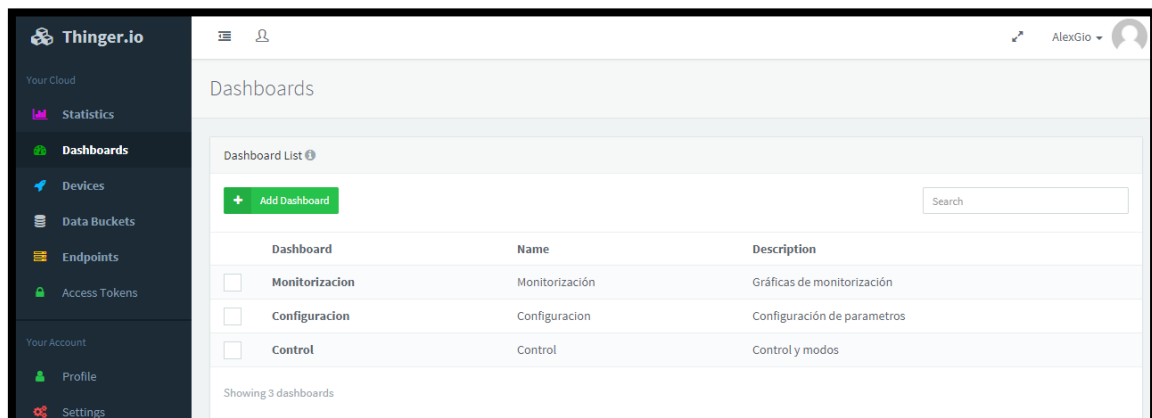 Thinger.io
AlexGio
Your Cloud
Statistics
Dashboards
Devices
Data Buckets
Endpoints
Access Tokens
Your Account
Profile
Settings
Dashboards
Dashboard List
+ Add Dashboard
Search
Dashboard Name Description
Monitorizacion Monitorización Gráficas de monitorización
Configuracion Configuracion Configuración de parametros
Control Control Control y modos
Showing 3 dashboards